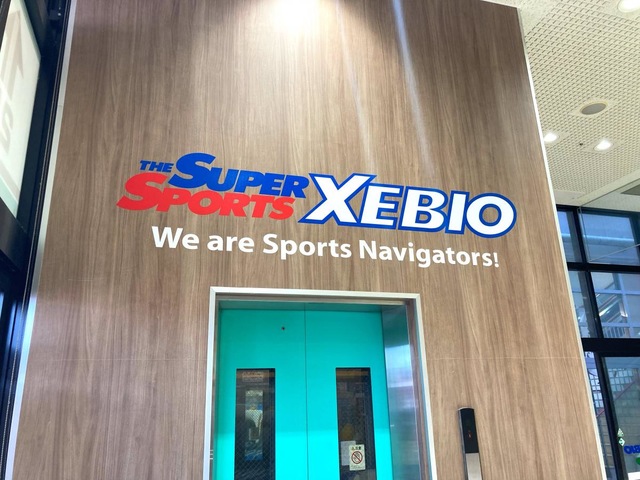 THE SUPER
SPORTS XEBIO
We are Sports Navigators!